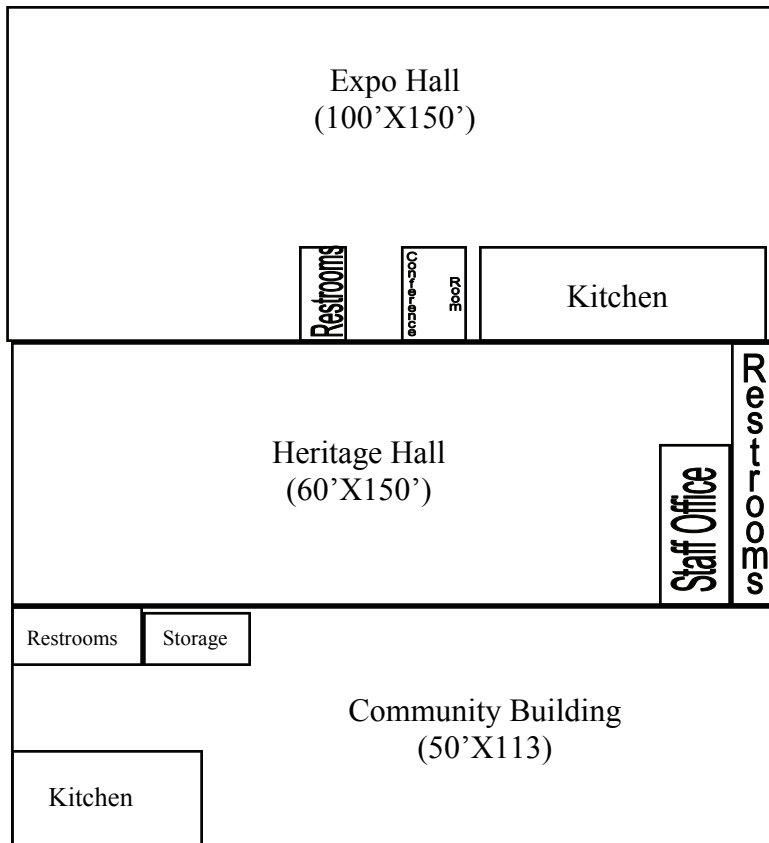 Expo Hall
(100’X150’)
Restrooms
Conference
Room
Kitchen
Heritage Hall
(60’X150’)
Staff Office
Restrooms
Restrooms
Storage
Community Building
(50’X113)
Kitchen